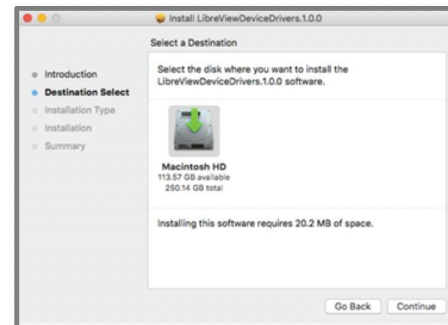 Install LibreViewDeviceDrivers.1.0.0
Select a Destination
Introduction
Destination Select
Installation Type
Installation
Summary
Select the disk where you want to install the
LibreViewDeviceDrivers.1.0.0 software.
Macintosh HD
113.57 GB available
250.14 GB total
Installing this software requires 20.2 MB of space.
Go Back
Continue